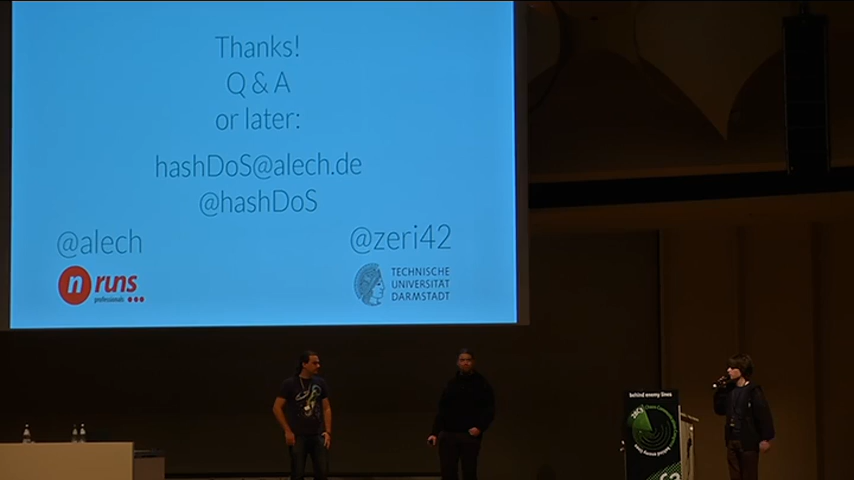 Thanks!
Q & A
or later:
hashDoS@alech.de
@hashDoS
@alech
@zeri42
n runs
professionals
TECHNISCHE
UNIVERSITÄT
DARMSTADT
behind enemy lines